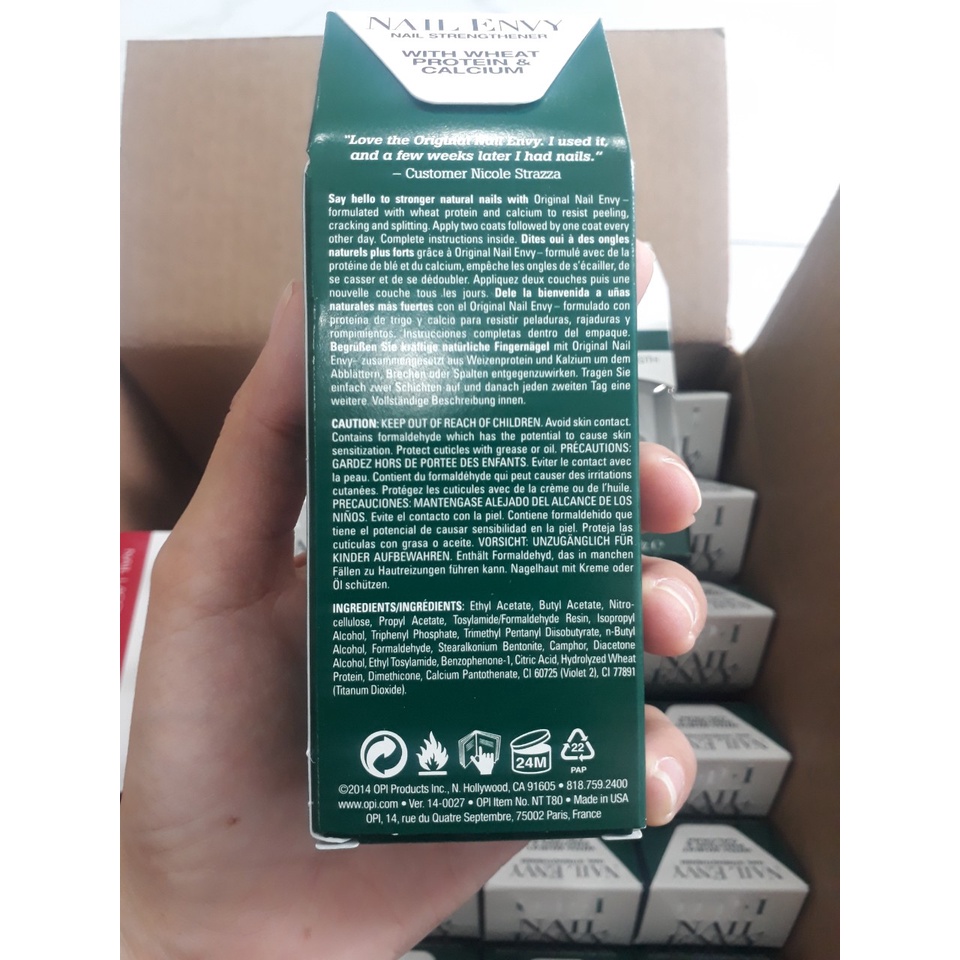 NAIL ENVY
NAIL STRENGTHENER
WITH WHEAT
PROTEIN &
CALCIUM
"Love the Original Nail Envy. I used it,
and a few weeks later I had nails."
– Customer Nicole Strazza
Say hello to stronger natural nails with Original Nail Envy –
formulated with wheat protein and calcium to resist peeling,
cracking and splitting. Apply two coats followed by one coat every
other day. Complete instructions inside. Dites oui à des ongles
naturels plus forts grâce à Original Nail Envy – formulé avec de la
protéine de blé et du calcium, empêche les ongles de s'écailler, de
se casser et de se dédoubler. Appliquez deux couches puis une
nouvelle couche tous les jours. Dele la bienvenida a uñas
naturales más fuertes con el Original Nail Envy – formulado con
proteína de trigo y calcio para resistir peladuras, rajaduras y
rompimientos. Instrucciones completas dentro del empaque.
Begrüßen Sie kräftige natürliche Fingernägel mit Original Nail
Envy– zusammengesetzt aus Weizenprotein und Kalzium um dem
Abblättern, Brechen oder Spalten entgegenzuwirken. Tragen Sie
einfach zwei Schichten auf und danach jeden zweiten Tag eine
weitere. Vollständige Beschreibung innen.
CAUTION: KEEP OUT OF REACH OF CHILDREN. Avoid skin contact.
Contains formaldehyde which has the potential to cause skin
sensitization. Protect cuticles with grease or oil. PRÉCAUTIONS:
GARDEZ HORS DE PORTEE DES ENFANTS. Eviter le contact avec
la peau. Contient du formaldéhyde qui peut causer des irritations
cutanées. Protégez les cuticules avec de la crème ou de l'huile.
PRECAUCIONES: MANTENGASE ALEJADO DEL ALCANCE DE LOS
NIÑOS. Evite el contacto con la piel. Contiene formaldehido que
tiene el potencial de causar sensibilidad en la piel. Proteja las
cuticulas con grasa o aceite. VORSICHT: UNZUGÄNGLICH FÜR
KINDER AUFBEWAHREN. Enthält Formaldehyd, das in manchen
Fällen zu Hautreizungen führen kann. Nagelhaut mit Kreme oder
Öl schützen.
INGREDIENTS/INGRÉDIENTS: Ethyl Acetate, Butyl Acetate, Nitro-
cellulose, Propyl Acetate, Tosylamide/Formaldehyde Resin, Isopropyl
Alcohol, Triphenyl Phosphate, Trimethyl Pentanyl Diisobutyrate, n-Butyl
Alcohol, Formaldehyde, Stearalkonium Bentonite, Camphor, Diacetone
Alcohol, Ethyl Tosylamide, Benzophenone-1, Citric Acid, Hydrolyzed Wheat
Protein, Dimethicone, Calcium Pantothenate, CI 60725 (Violet 2), CI 77891
(Titanium Dioxide).
24M
22
PAP
©2014 OPI Products Inc., N. Hollywood, CA 91605 • 818.759.2400
www.opi.com • Ver. 14-0027 • OPI Item No. NT T80 • Made in USA
OPI, 14, rue du Quatre Septembre, 75002 Paris, France
NAIL ENVY
NAIL
NAIL ENVY
NAIL ENVY
NAIL
ENVY
NAIL
ENVY